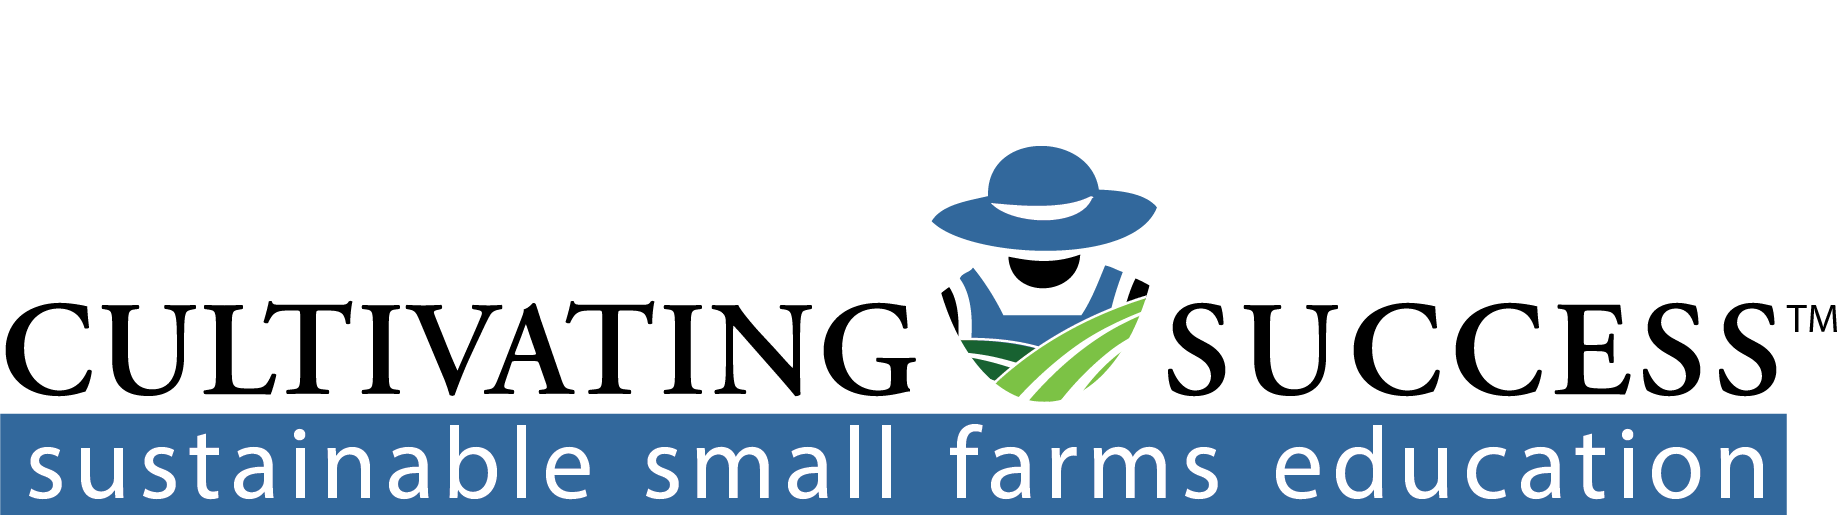 CULTIVATING SUCCESS™
sustainable small farms education